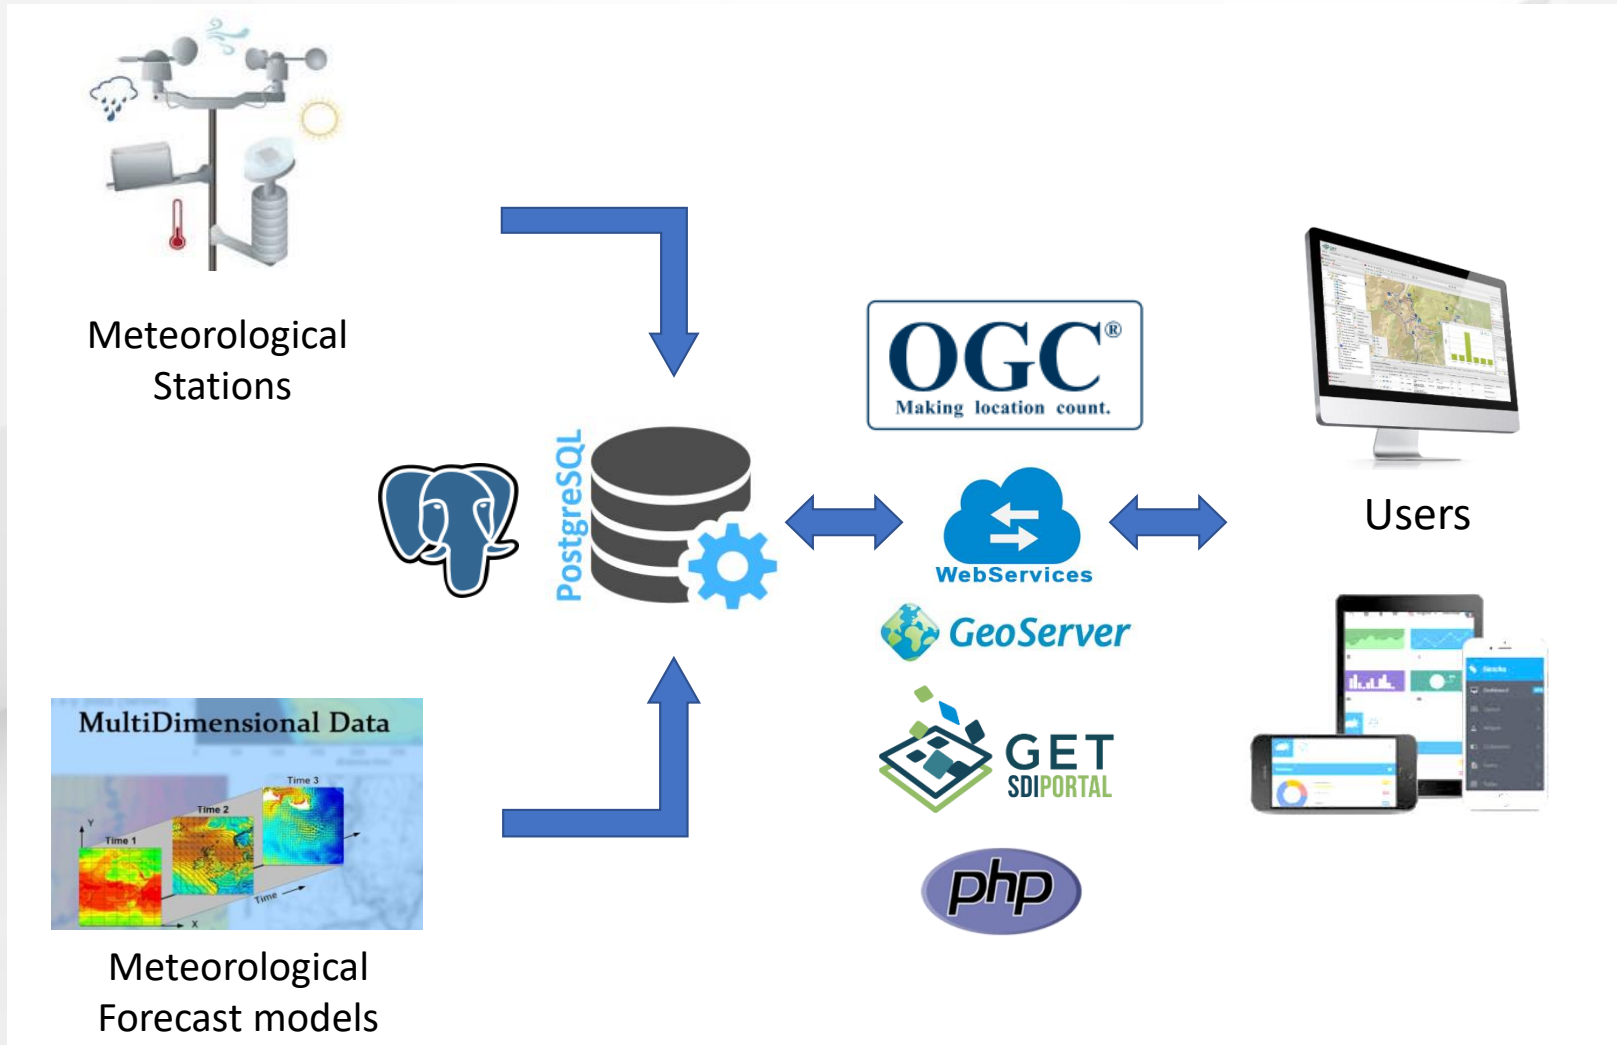 Meteorological
Stations
PostgreSQL
OGC®
Making location count.
WebServices
GeoServer
GET
SDIPORTAL
php
Users
MultiDimensional Data
Time 3
Time 2
Time 1
Y
X
Time
Meteorological
Forecast models